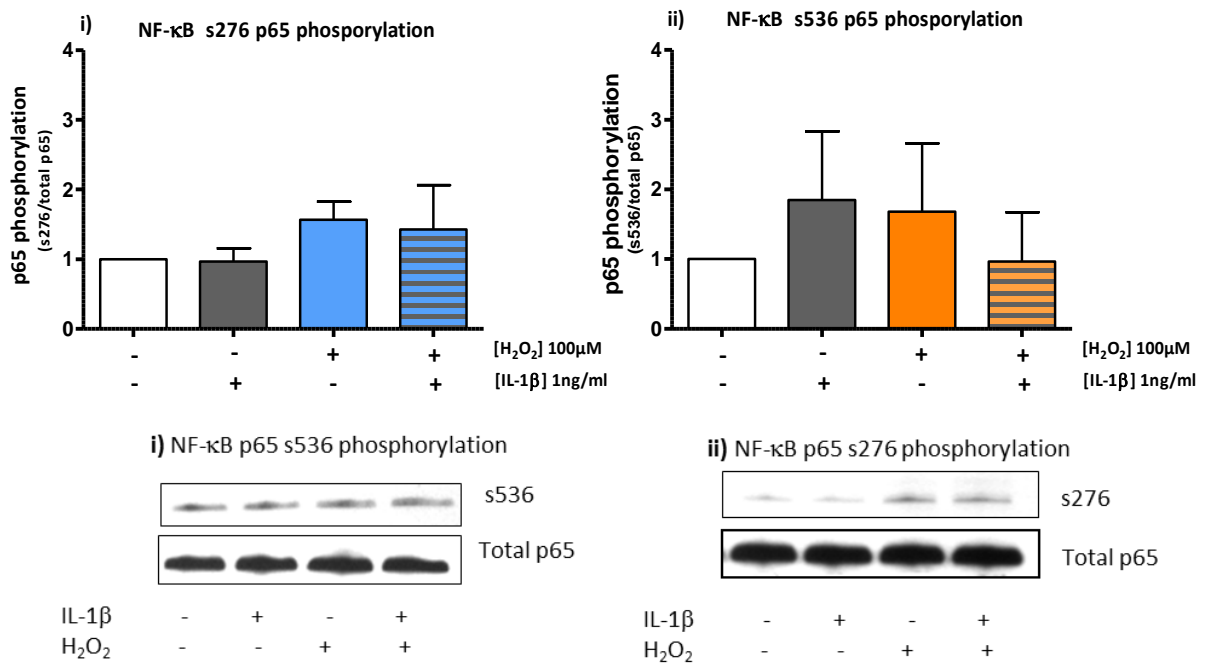 i) NF-κB s276 p65 phosporylation
4
3
2
1
0
p65 phosphorylation
(s276/total p65)
- - + + [H₂O₂] 100μM
- + - + [IL-1β] 1ng/ml
ii) NF-κB s536 p65 phosphorylation
4
3
2
1
0
p65 phosphorylation
(s536/total p65)
- - + + [H₂O₂] 100μM
- + - + [IL-1β] 1ng/ml
i) NF-κB p65 s536 phosphorylation
s536
Total p65
IL-1β - + - +
H₂O₂ - - + +
ii) NF-κB p65 s276 phosphorylation
s276
Total p65
IL-1β - + - +
H₂O₂ - - + +